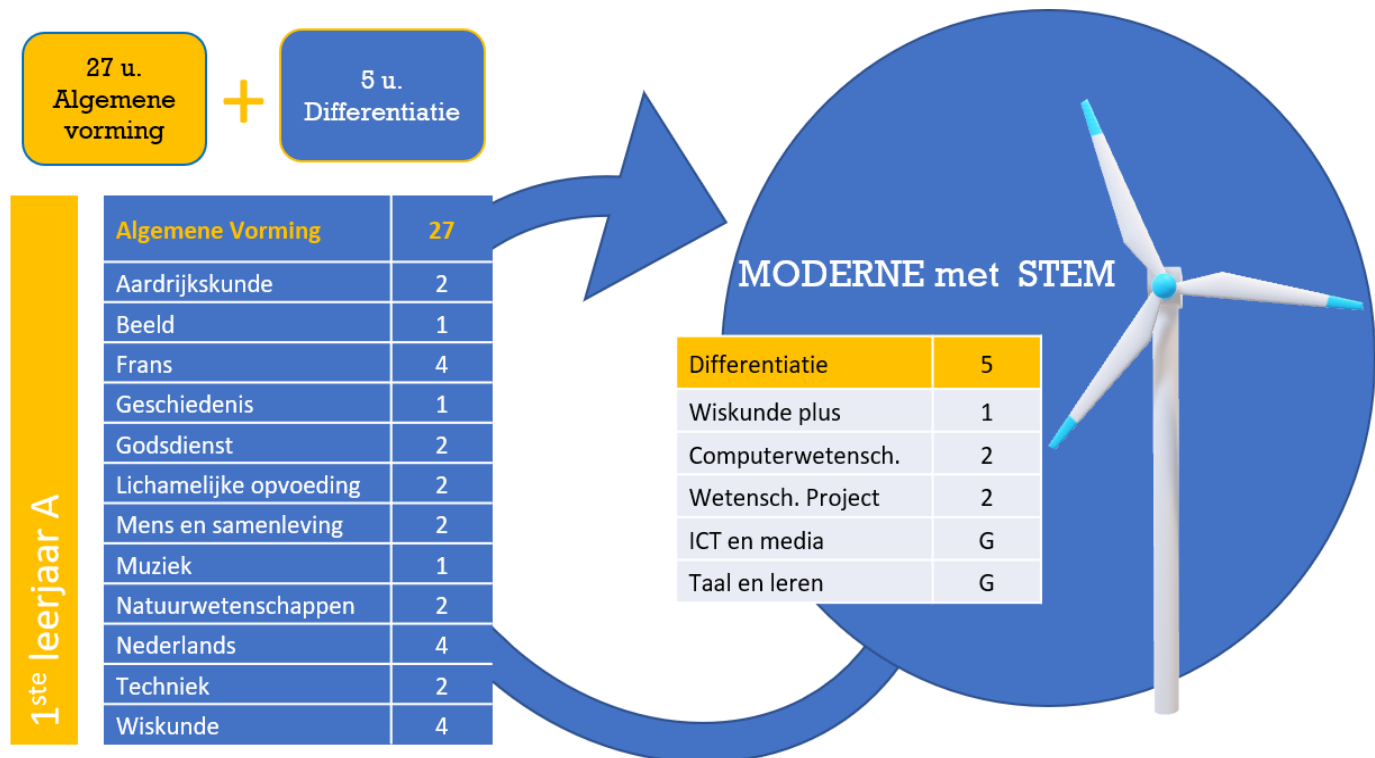 27 u.
Algemene
vorming
+
5 u.
Differentiatie
1ste leerjaar A
Algemene Vorming 27
Aardrijkskunde 2
Beeld 1
Frans 4
Geschiedenis 1
Godsdienst 2
Lichamelijke opvoeding 2
Mens en samenleving 2
Muziek 1
Natuurwetenschappen 2
Nederlands 4
Techniek 2
Wiskunde 4
MODERNE met STEM
Differentiatie 5
Wiskunde plus 1
Computerwetensch. 2
Wetensch. Project 2
ICT en media G
Taal en leren G